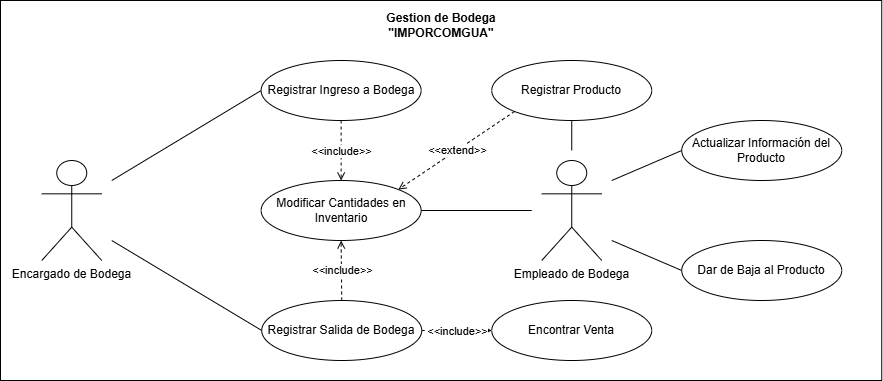 Gestion de Bodega
"IMPORCOMGUA"
Registrar Ingreso a Bodega
Registrar Producto
<<include>>
<<extend>>
Actualizar Información del
Producto
Modificar Cantidades en
Inventario
Encargado de Bodega
Empleado de Bodega
<<include>>
Dar de Baja al Producto
Registrar Salida de Bodega
<<include>>
Encontrar Venta